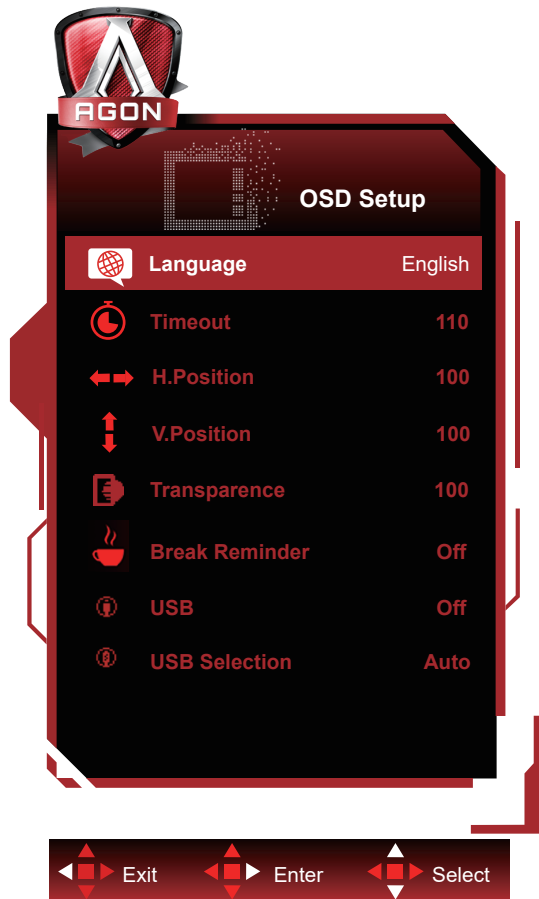 AGON
OSD Setup
Language English
Timeout 110
H.Position 100
V.Position 100
Transparence 100
Break Reminder Off
USB Off
USB Selection Auto
Exit Enter Select